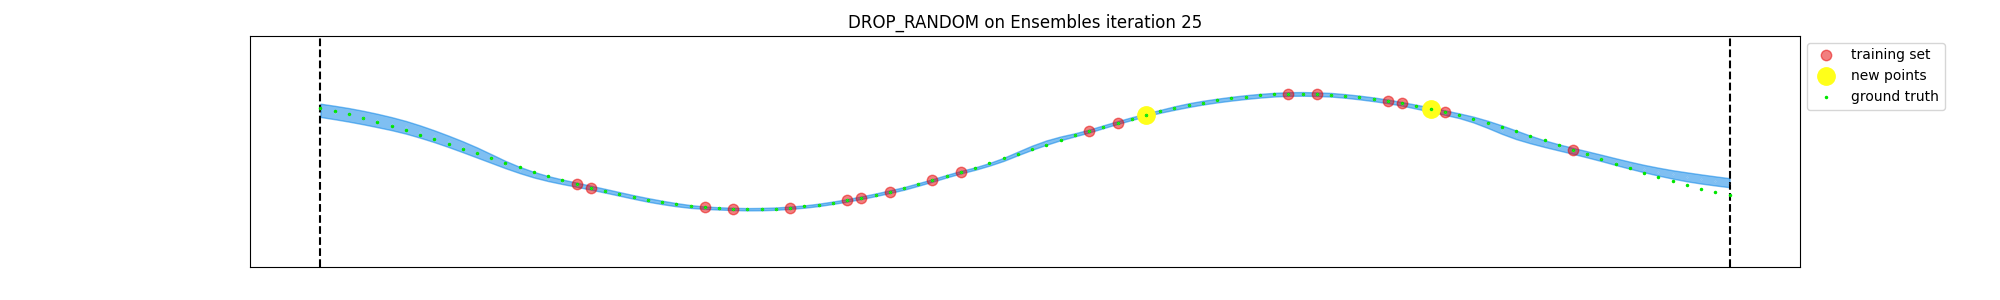 DROP_RANDOM on Ensembles iteration 25
training set
new points
ground truth